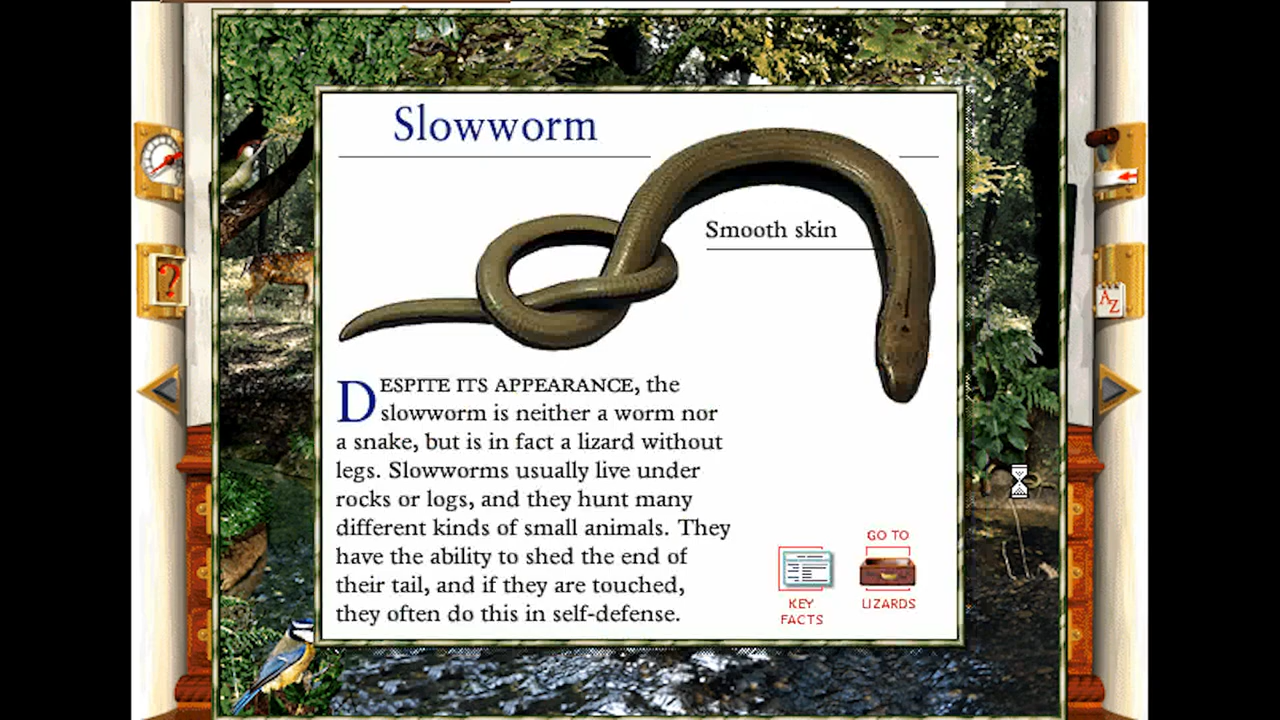 Slowworm
Smooth skin
DESPITE ITS APPEARANCE, the
slowworm is neither a worm nor
a snake, but is in fact a lizard without
legs. Slowworms usually live under
rocks or logs, and they hunt many
different kinds of small animals. They
have the ability to shed the end of
their tail, and if they are touched,
they often do this in self-defense.
KEY
FACTS
GO TO
LIZARDS
?
AZ